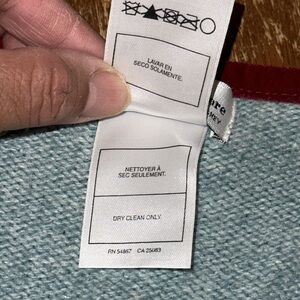 LAVAR EN
SECO SOLAMENTE.
NETTOYER À
SEC SEULEMENT.
DRY CLEAN ONLY.
RN 54867 CA 25083